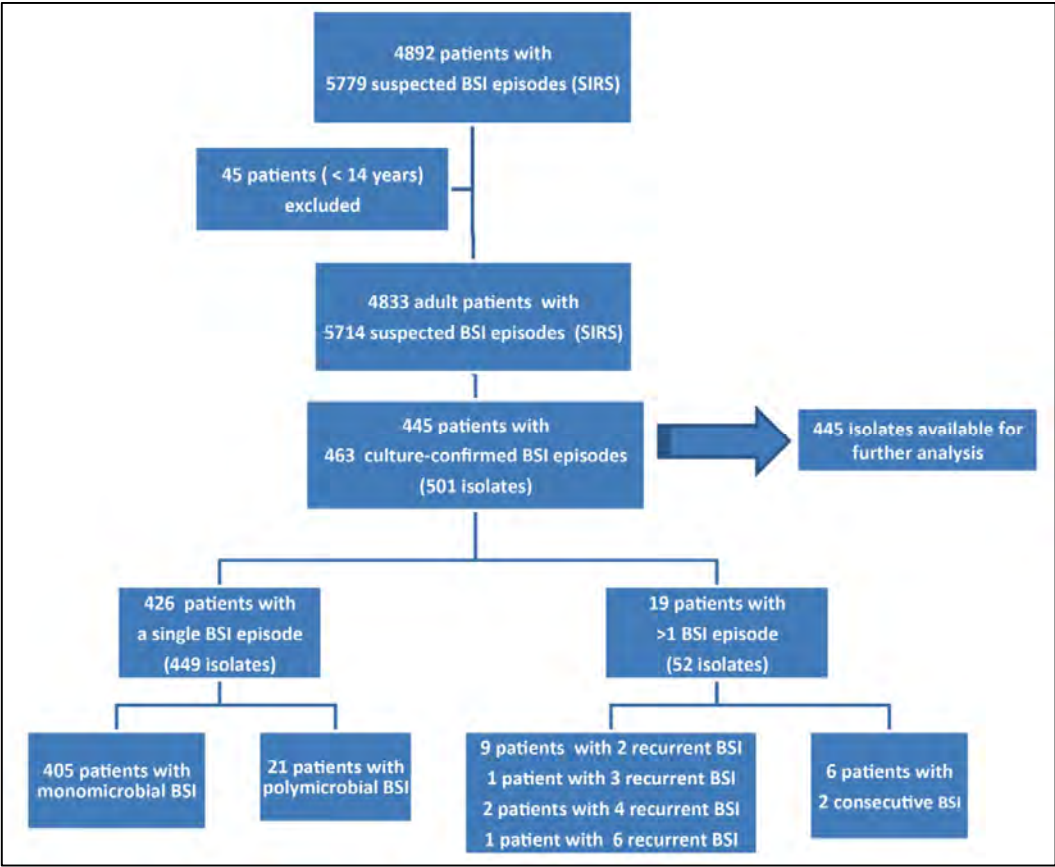 4892 patients with
5779 suspected BSI episodes (SIRS)
45 patients ( < 14 years)
excluded
4833 adult patients with
5714 suspected BSI episodes (SIRS)
445 patients with
463 culture-confirmed BSI episodes
(501 isolates)
445 isolates available for
further analysis
426 patients with
a single BSI episode
(449 isolates)
19 patients with
>1 BSI episode
(52 isolates)
405 patients with
monomicrobial BSI
21 patients with
polymicrobial BSI
9 patients with 2 recurrent BSI
1 patient with 3 recurrent BSI
2 patients with 4 recurrent BSI
1 patient with 6 recurrent BSI
6 patients with
2 consecutive BSI